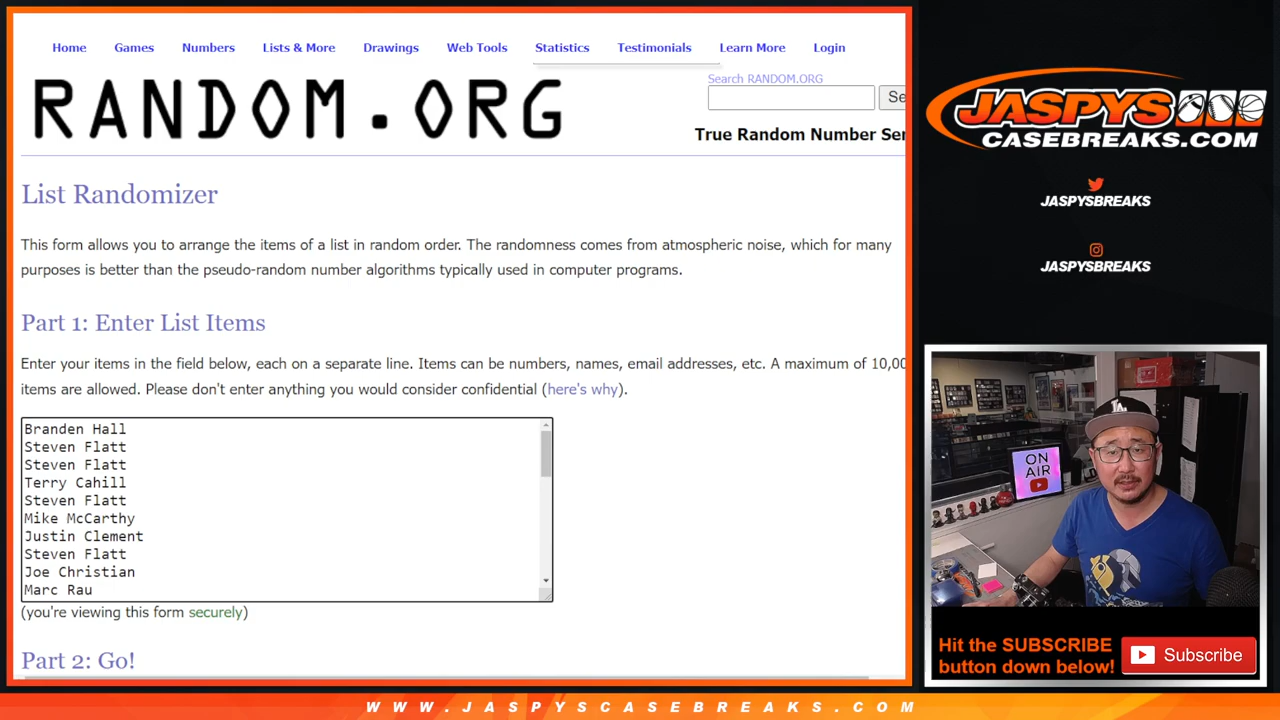 Home Games Numbers Lists & More Drawings Web Tools Statistics Testimonials Learn More Login
RANDOM.ORG
Search RANDOM.ORG
Se
True Random Number Ser
List Randomizer
This form allows you to arrange the items of a list in random order. The randomness comes from atmospheric noise, which for many
purposes is better than the pseudo-random number algorithms typically used in computer programs.
Part 1: Enter List Items
Enter your items in the field below, each on a separate line. Items can be numbers, names, email addresses, etc. A maximum of 10,00
items are allowed. Please don't enter anything you would consider confidential (here's why).
Branden Hall
Steven Flatt
Steven Flatt
Terry Cahill
Steven Flatt
Mike McCarthy
Justin Clement
Steven Flatt
Joe Christian
Marc Rau
(you're viewing this form securely)
Part 2: Go!
JASPYS
CASEBREAKS.COM
JASPYSBREAKS
JASPYSBREAKS
LA
ON
AIR
Hit the SUBSCRIBE
button down below!
Subscribe
WWW.JASPYSCASEBREAKS.COM